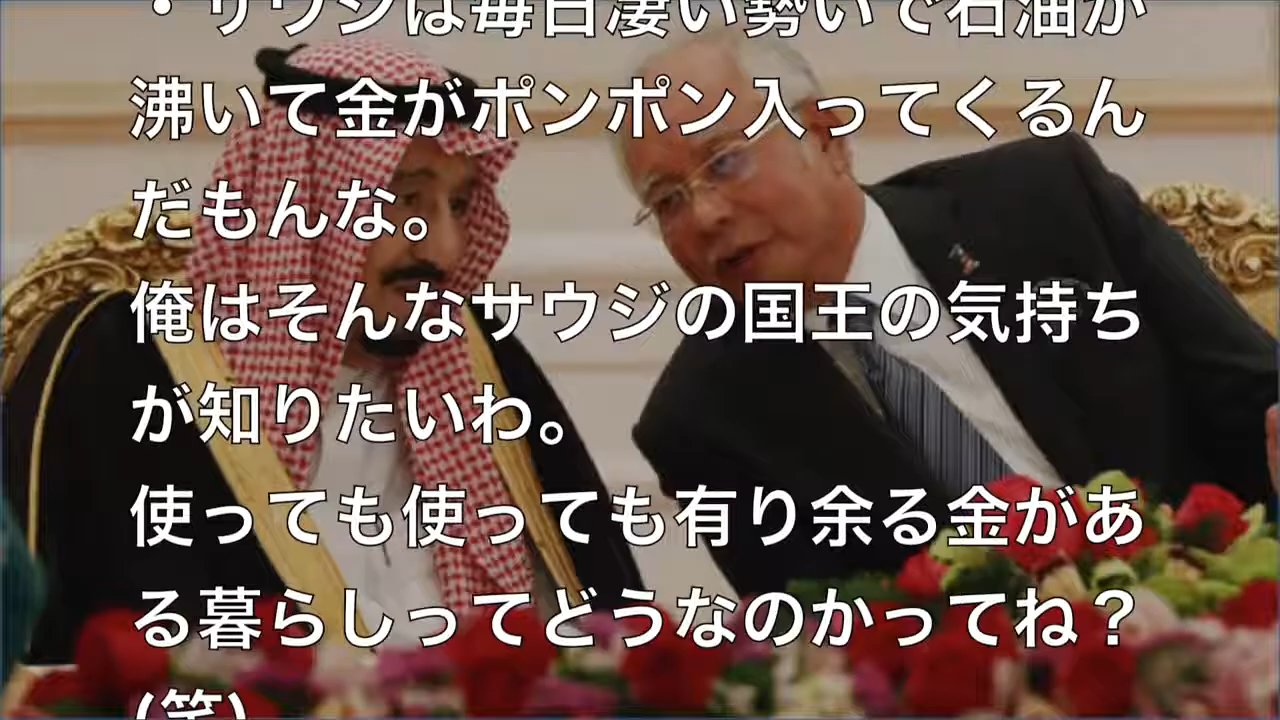 ・サウジは毎日凄い勢いで石油が
沸いて金がポンポン入ってくるん
だもんな。
俺はそんなサウジの国王の気持ち
が知りたいわ。
使っても使っても有り余る金があ
る暮らしってどうなのかってね？
(笑)